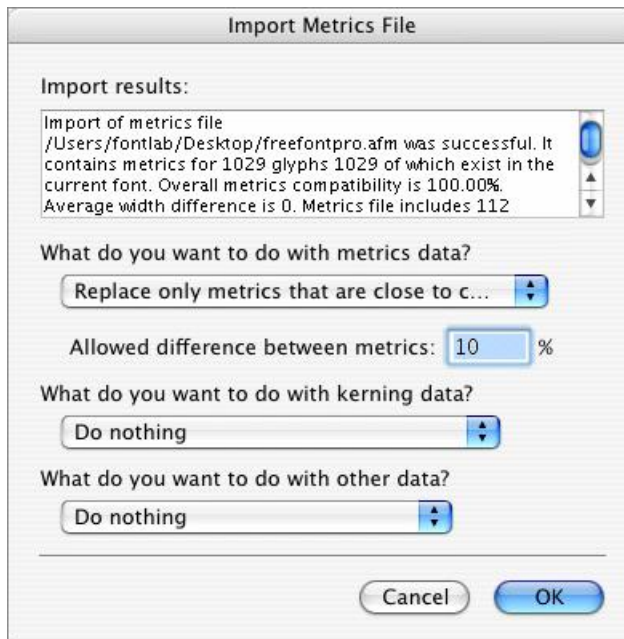 Import Metrics File
Import results:
Import of metrics file
/Users/fontlab/Desktop/freefontpro.afm was successful. It
contains metrics for 1029 glyphs 1029 of which exist in the
current font. Overall metrics compatibility is 100.00%.
Average width difference is 0. Metrics file includes 112
What do you want to do with metrics data?
Replace only metrics that are close to c...
Allowed difference between metrics: 10 %
What do you want to do with kerning data?
Do nothing
What do you want to do with other data?
Do nothing
Cancel OK